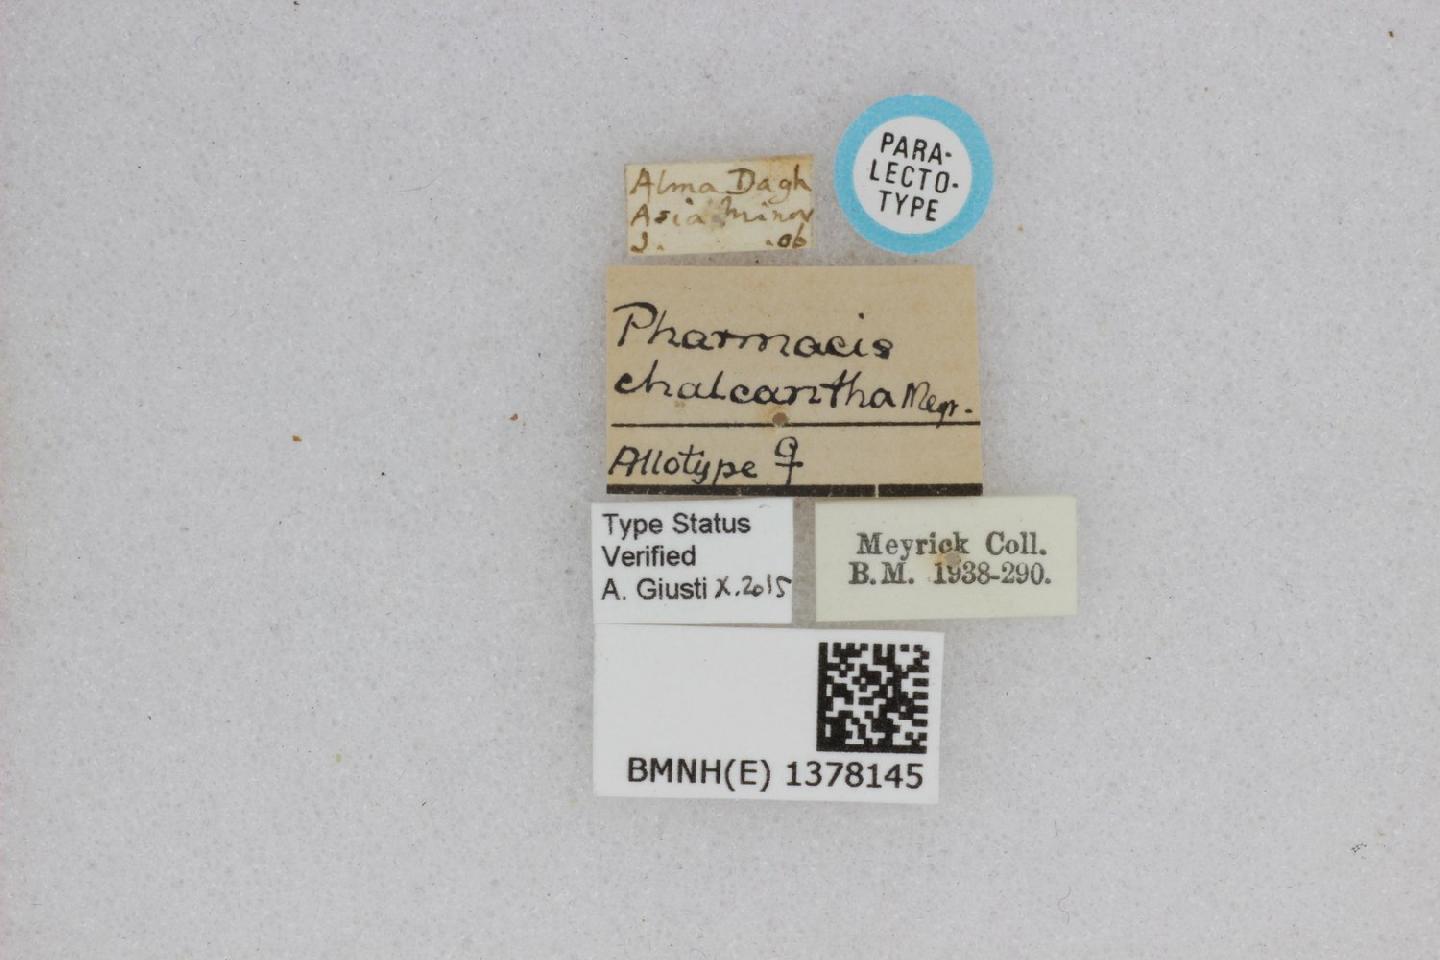 Alma Dagh
Asia Minor
J. .06
PARA-
LECTO-
TYPE
Pharmacis
chalcantha Meyr.
Allotype ♀
Type Status
Verified
A. Giusti X.2015
Meyrick Coll.
B.M. 1938-290.
BMNH(E) 1378145